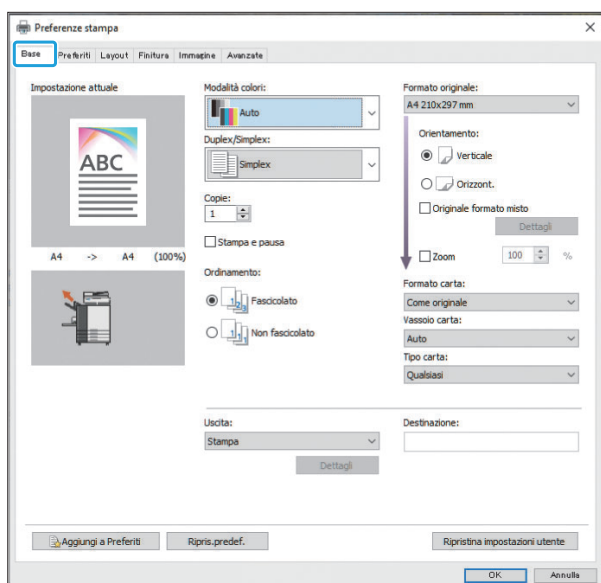 Preferenze stampa
Base Preferiti Layout Finitura Immagine Avanzate
Impostazione attuale
ABC
A4 -> A4 (100%)
Modalità colori:
Auto
Duplex/Simplex:
Simplex
Copie:
1
Stampa e pausa
Ordinamento:
123
Fascicolato
111
Non fascicolato
Formato originale:
A4 210x297 mm
Orientamento:
Verticale
Orizzont.
Originale formato misto
Dettagli
Zoom 100 %
Formato carta:
Come originale
Vassoio carta:
Auto
Tipo carta:
Qualsiasi
Uscita:
Stampa
Dettagli
Destinazione:
Aggiungi a Preferiti Ripris.predef. Ripristina impostazioni utente
OK Annulla